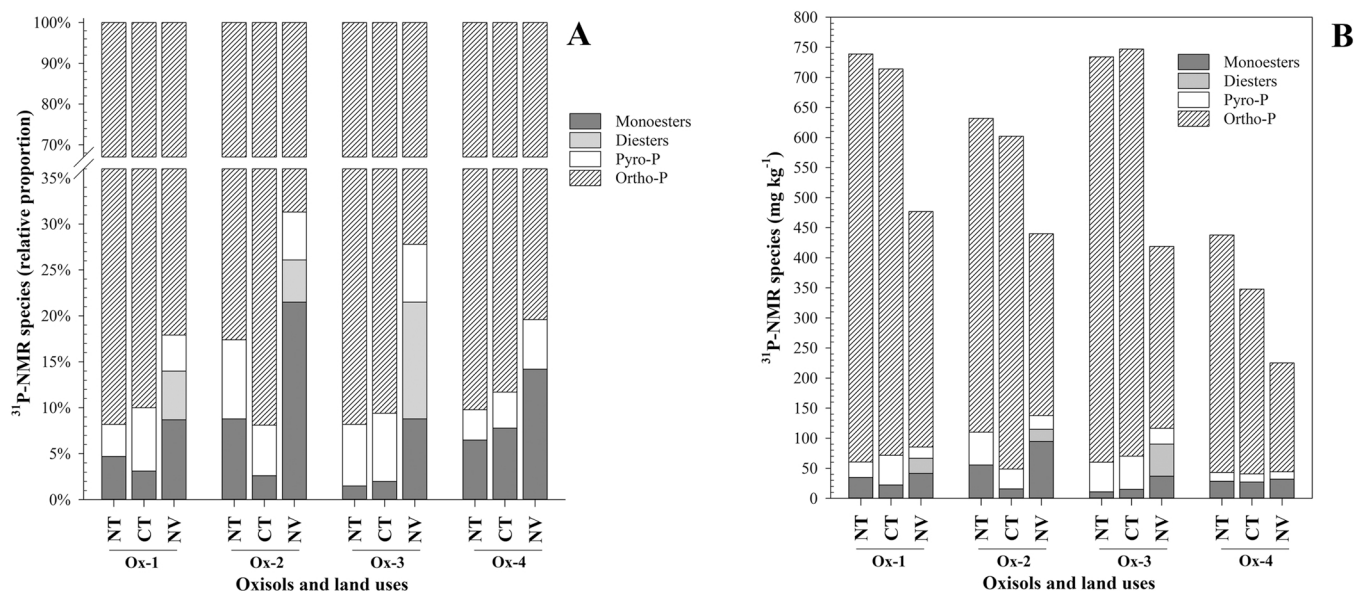 A
³¹P-NMR species (relative proportion)
100%
90%
80%
70%
35%
30%
25%
20%
15%
10%
5%
0%
Monoesters
Diesters
Pyro-P
Ortho-P
NT CT NV NT CT NV NT CT NV NT CT NV
Ox-1 Ox-2 Ox-3 Ox-4
Oxisols and land uses
B
³¹P-NMR species (mg kg⁻¹)
800
750
700
650
600
550
500
450
400
350
300
250
200
150
100
50
0
Monoesters
Diesters
Pyro-P
Ortho-P
NT CT NV NT CT NV NT CT NV NT CT NV
Ox-1 Ox-2 Ox-3 Ox-4
Oxisols and land uses